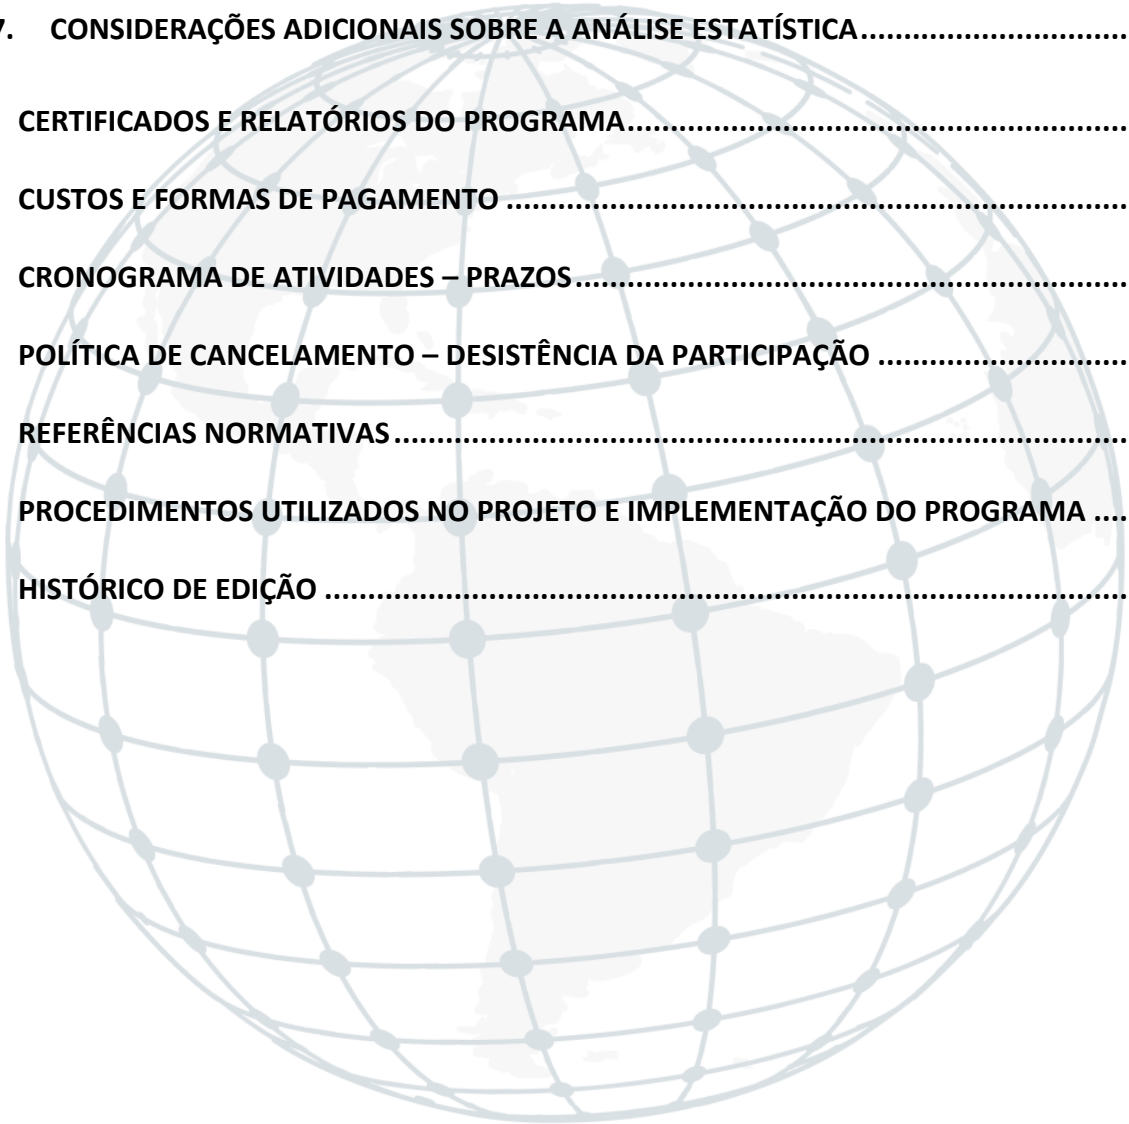 7. CONSIDERAÇÕES ADICIONAIS SOBRE A ANÁLISE ESTATÍSTICA...............................
CERTIFICADOS E RELATÓRIOS DO PROGRAMA..........................................................
CUSTOS E FORMAS DE PAGAMENTO ........................................................................
CRONOGRAMA DE ATIVIDADES – PRAZOS................................................................
POLÍTICA DE CANCELAMENTO – DESISTÊNCIA DA PARTICIPAÇÃO .............................
REFERÊNCIAS NORMATIVAS.....................................................................................
PROCEDIMENTOS UTILIZADOS NO PROJETO E IMPLEMENTAÇÃO DO PROGRAMA ....
HISTÓRICO DE EDIÇÃO .............................................................................................